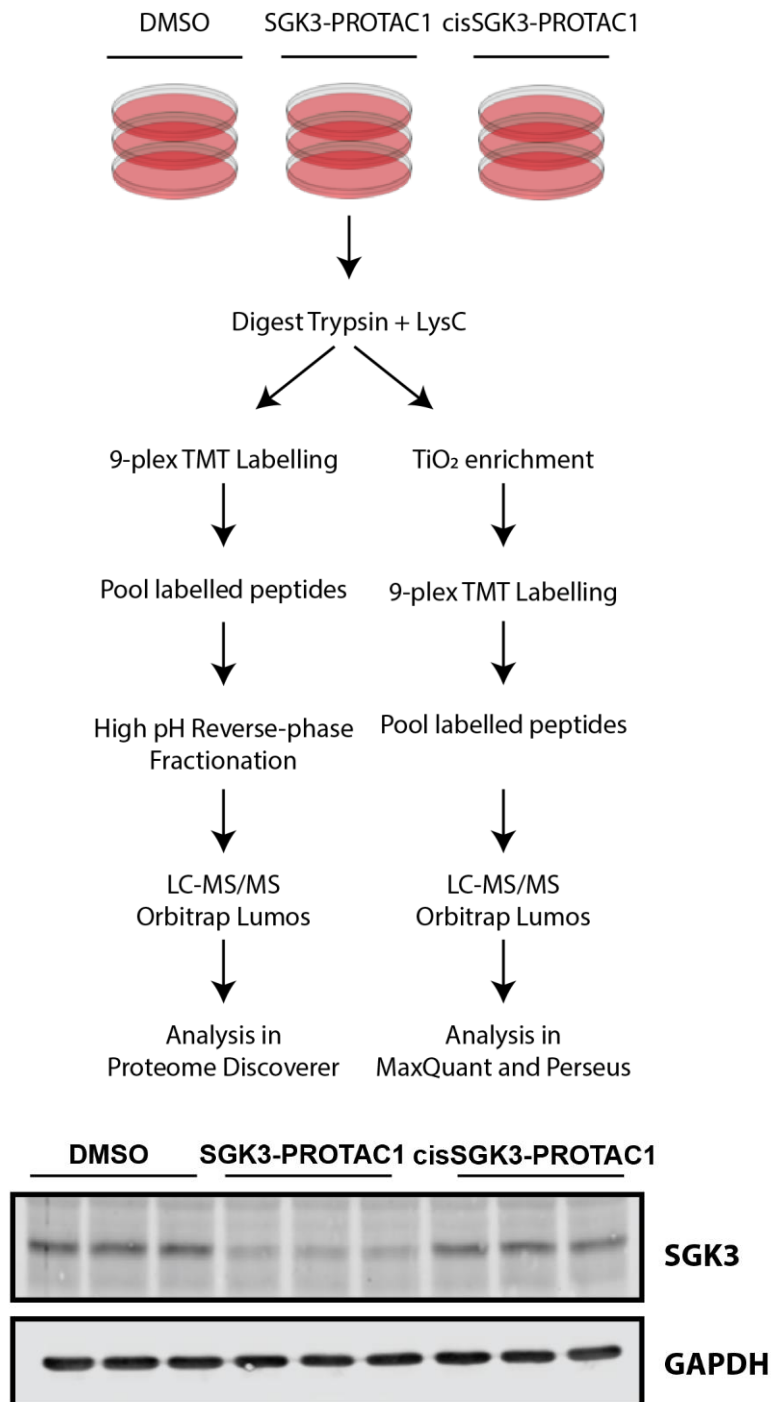 DMSO SGK3-PROTAC1 cisSGK3-PROTAC1
Digest Trypsin + LysC
9-plex TMT Labelling
TiO₂ enrichment
Pool labelled peptides
9-plex TMT Labelling
High pH Reverse-phase
Fractionation
Pool labelled peptides
LC-MS/MS
Orbitrap Lumos
LC-MS/MS
Orbitrap Lumos
Analysis in
Proteome Discoverer
Analysis in
MaxQuant and Perseus
DMSO SGK3-PROTAC1 cisSGK3-PROTAC1
SGK3
GAPDH